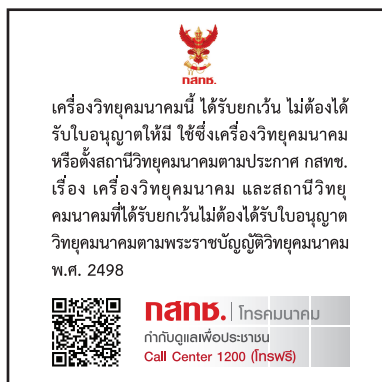 กสทช.
เครื่องวิทยุคมนาคมนี้ ได้รับยกเว้น ไม่ต้องได้
รับใบอนุญาตให้มี ใช้ซึ่งเครื่องวิทยุคมนาคม
หรือตั้งสถานีวิทยุคมนาคมตามประกาศ กสทช.
เรื่อง เครื่องวิทยุคมนาคม และสถานีวิทยุ
คมนาคมที่ได้รับยกเว้นไม่ต้องได้รับใบอนุญาต
วิทยุคมนาคมตามพระราชบัญญัติวิทยุคมนาคม
พ.ศ. 2498
กสทช. | โทรคมนาคม
กำกับดูแลเพื่อประชาชน
Call Center 1200 (โทรฟรี)